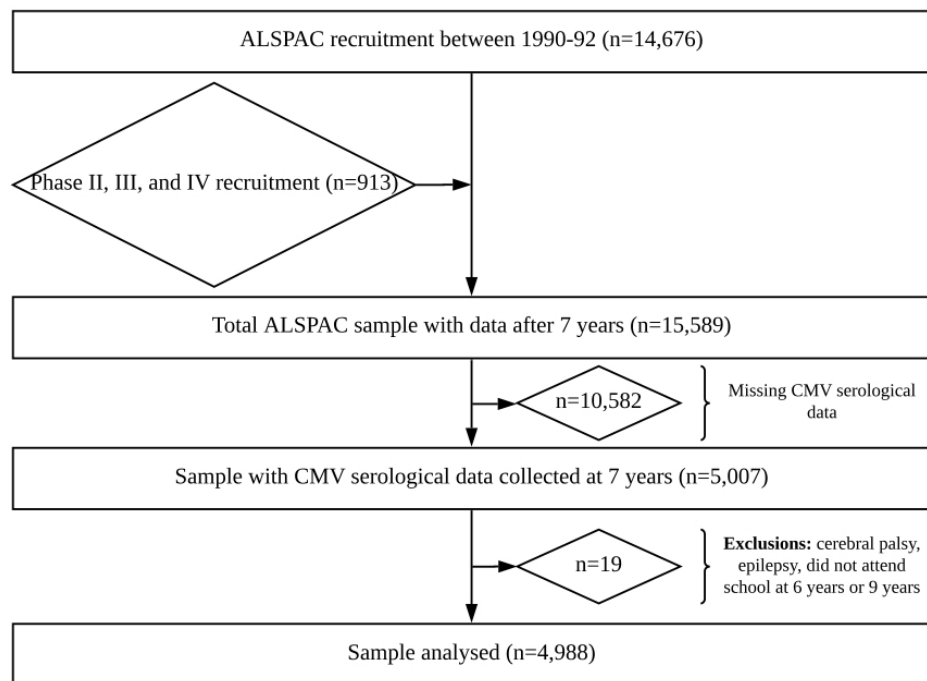 ALSPAC recruitment between 1990-92 (n=14,676)
Phase II, III, and IV recruitment (n=913)
Total ALSPAC sample with data after 7 years (n=15,589)
n=10,582
Missing CMV serological
data
Sample with CMV serological data collected at 7 years (n=5,007)
n=19
Exclusions: cerebral palsy,
epilepsy, did not attend
school at 6 years or 9 years
Sample analysed (n=4,988)